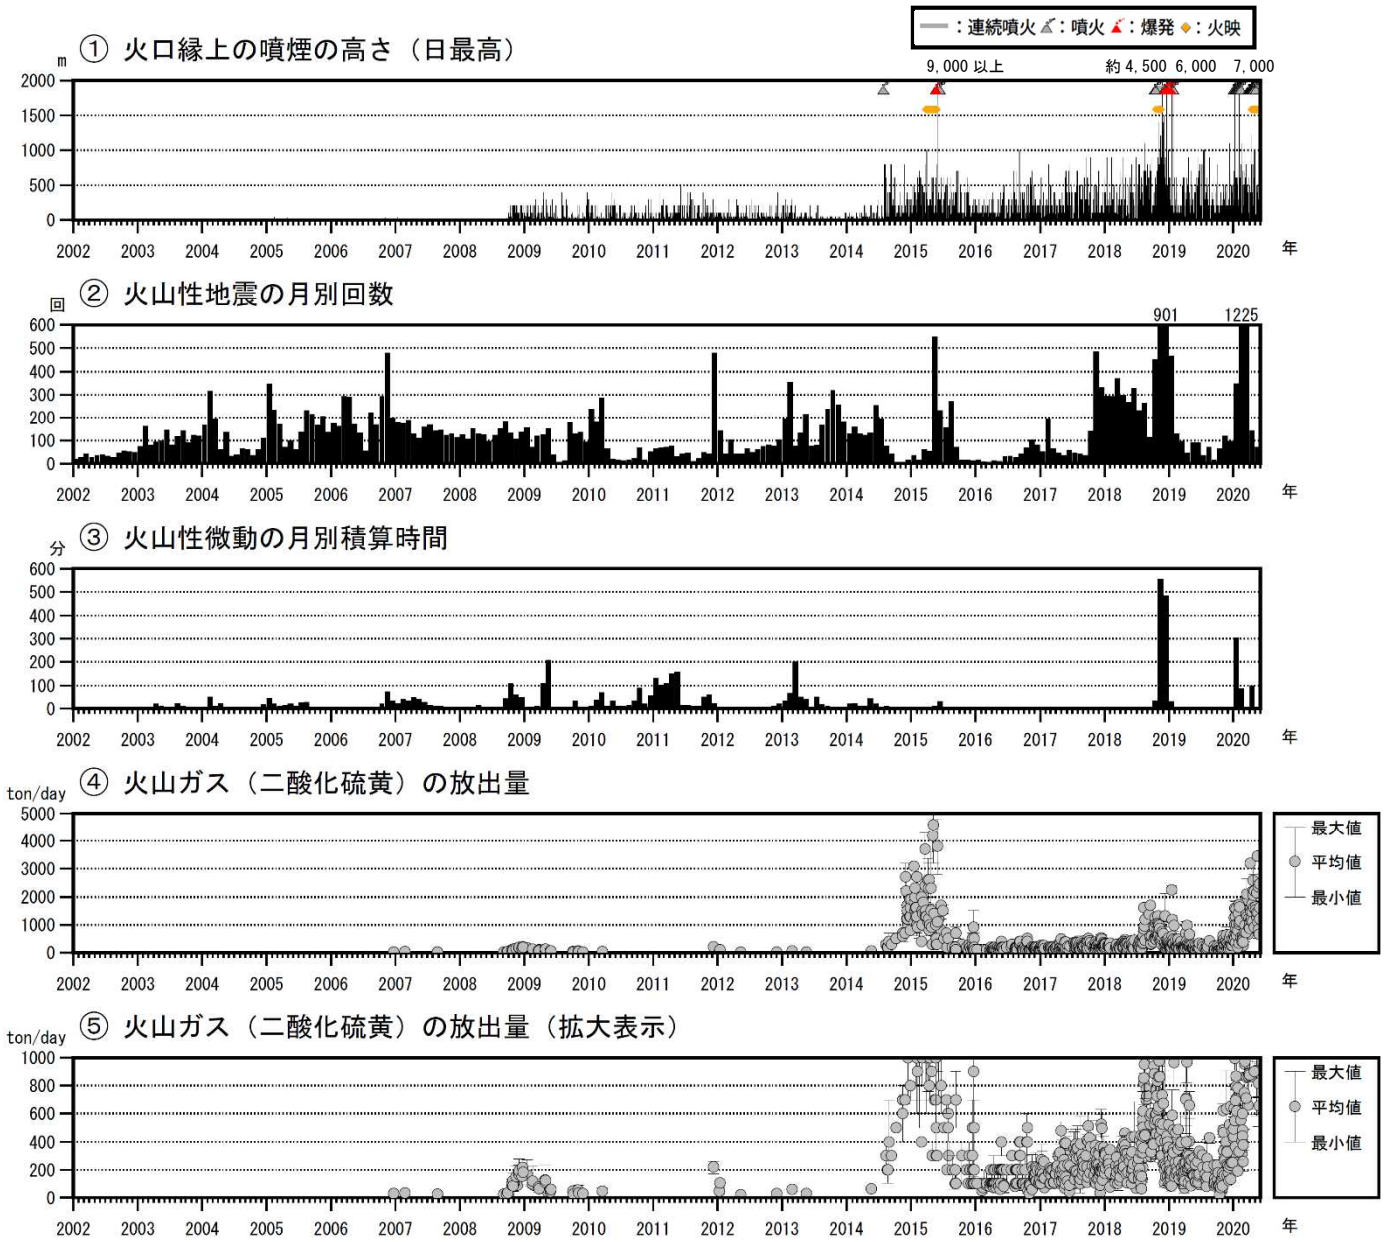 ：連続噴火 ：噴火 ：爆発 ：火映
① 火口縁上の噴煙の高さ（日最高）
m
9,000 以上 約 4,500 6,000 7,000
2000
1500
1000
500
0
2002 2003 2004 2005 2006 2007 2008 2009 2010 2011 2012 2013 2014 2015 2016 2017 2018 2019 2020 年
② 火山性地震の月別回数
回
901 1225
600
500
400
300
200
100
0
2002 2003 2004 2005 2006 2007 2008 2009 2010 2011 2012 2013 2014 2015 2016 2017 2018 2019 2020 年
③ 火山性微動の月別積算時間
分
600
500
400
300
200
100
0
2002 2003 2004 2005 2006 2007 2008 2009 2010 2011 2012 2013 2014 2015 2016 2017 2018 2019 2020 年
④ 火山ガス（二酸化硫黄）の放出量
ton/day
5000
4000
3000
2000
1000
0
最大値
平均値
最小値
2002 2003 2004 2005 2006 2007 2008 2009 2010 2011 2012 2013 2014 2015 2016 2017 2018 2019 2020 年
⑤ 火山ガス（二酸化硫黄）の放出量（拡大表示）
ton/day
1000
800
600
400
200
0
最大値
平均値
最小値
2002 2003 2004 2005 2006 2007 2008 2009 2010 2011 2012 2013 2014 2015 2016 2017 2018 2019 2020 年